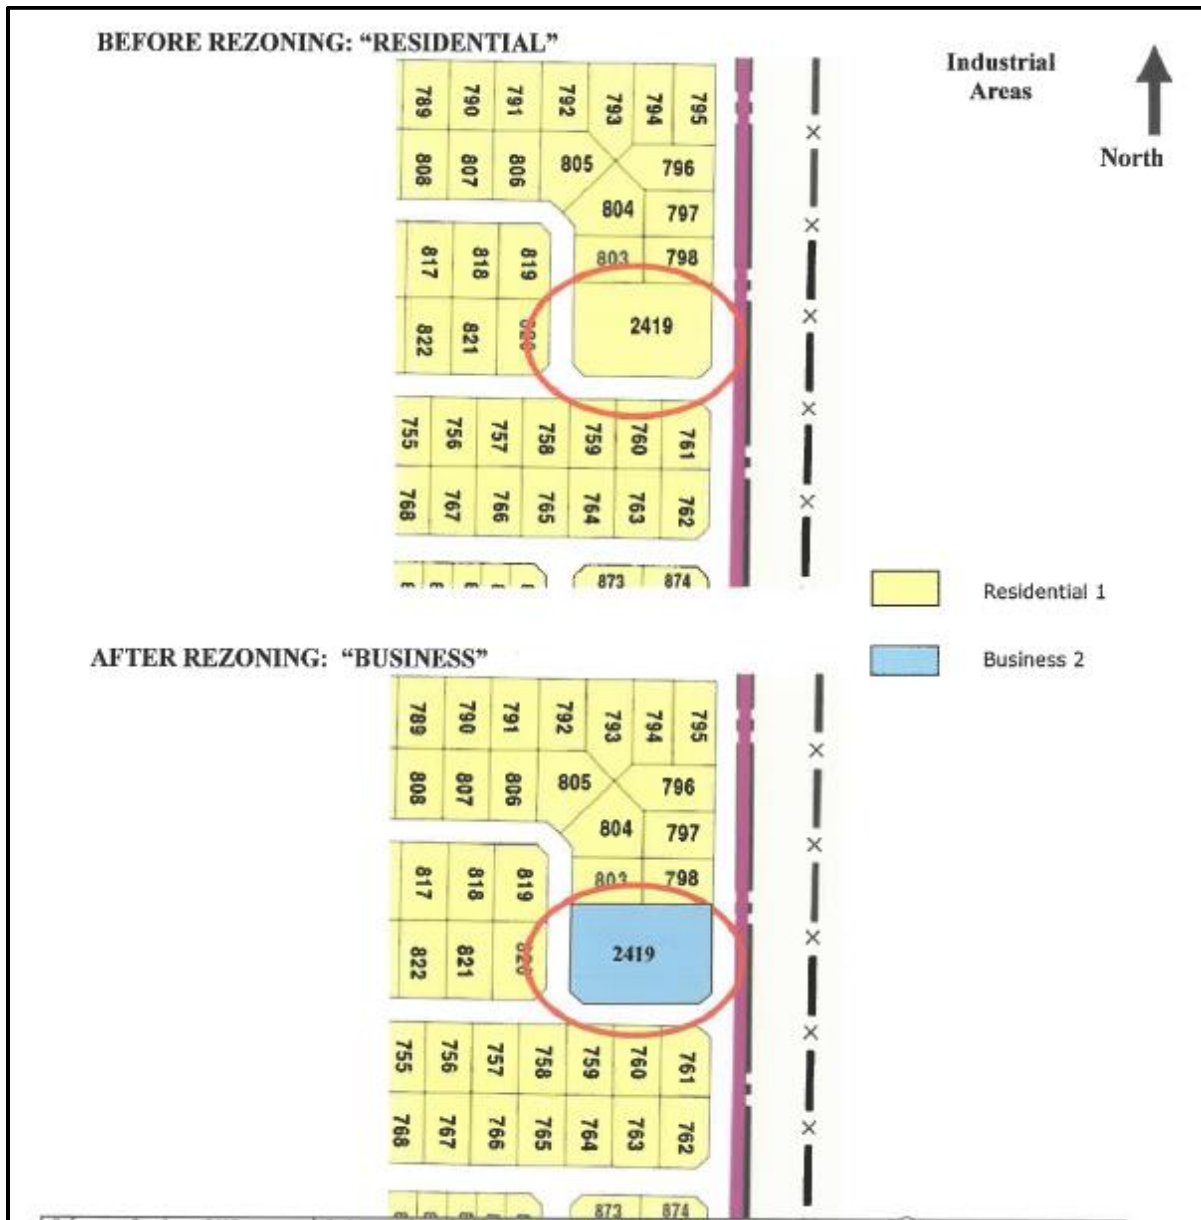 BEFORE REZONING: “RESIDENTIAL”
Industrial
Areas
North
789 790 791 792 793 794 795
808 807 806 805 796
804 797
803 798
817 818 819
822 821 820 2419
755 756 757 758 759 760 761
768 767 766 765 764 763 762
873 874
Residential 1
AFTER REZONING: “BUSINESS”
Business 2
789 790 791 792 793 794 795
808 807 806 805 796
804 797
803 798
817 818 819
822 821 820 2419
755 756 757 758 759 760 761
768 767 766 765 764 763 762
873 874